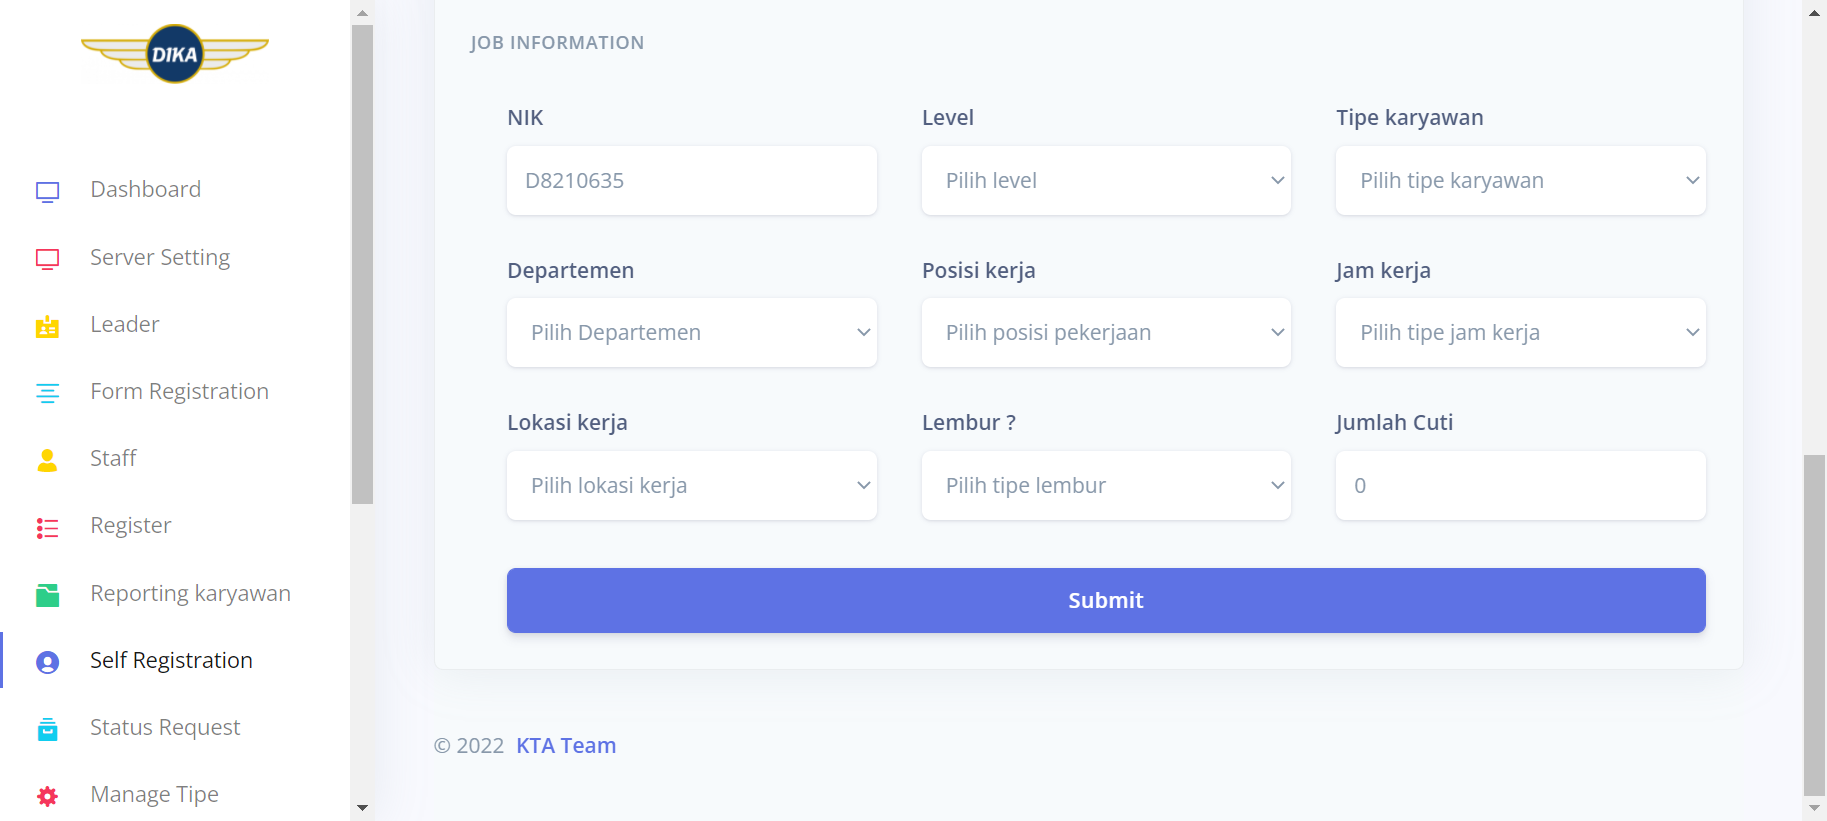 DIKA
Dashboard
Server Setting
Leader
Form Registration
Staff
Register
Reporting karyawan
Self Registration
Status Request
Manage Tipe
JOB INFORMATION
NIK
Level
Tipe karyawan
D8210635
Pilih level
Pilih tipe karyawan
Departemen
Posisi kerja
Jam kerja
Pilih Departemen
Pilih posisi pekerjaan
Pilih tipe jam kerja
Lokasi kerja
Lembur ?
Jumlah Cuti
Pilih lokasi kerja
Pilih tipe lembur
0
Submit
© 2022 KTA Team